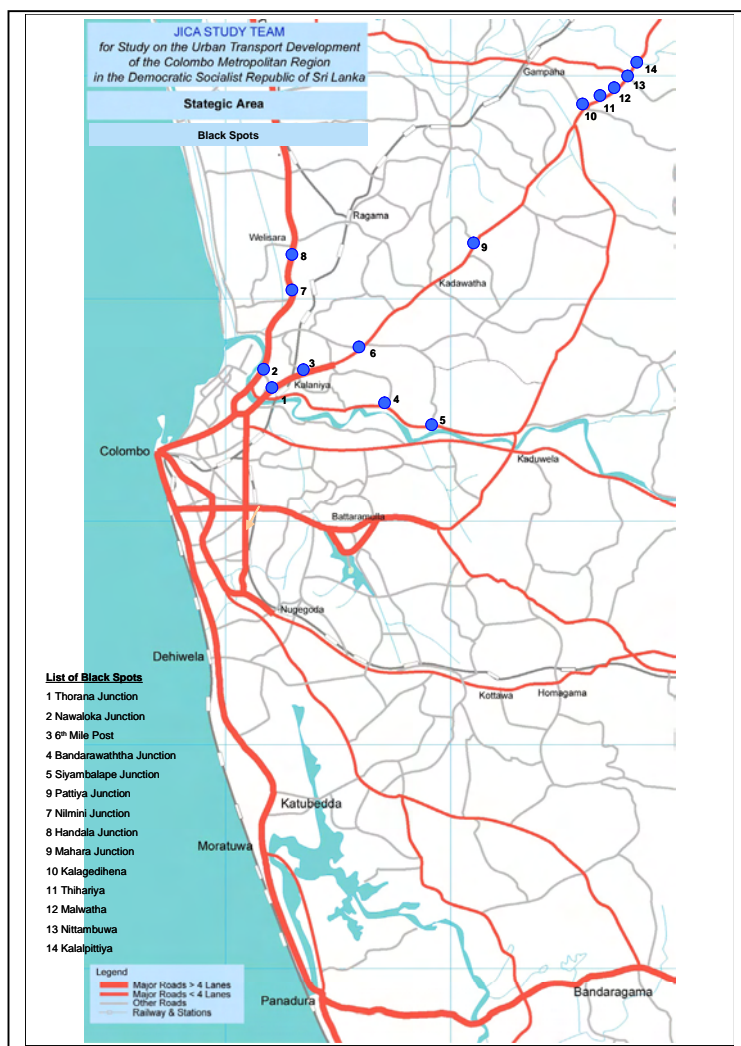 JICA STUDY TEAM
for Study on the Urban Transport Development
of the Colombo Metropolitan Region
in the Democratic Socialist Republic of Sri Lanka
Stategic Area
Black Spots
Gampaha
14
13
12
11
10
Ragama
Welisara
8
9
Kadawatha
7
6
2
3
Kalaniya
1
4
5
Colombo
Kaduwela
Battaramulla
Nugegoda
Dehiwela
Kottawa
Homagama
List of Black Spots
1 Thorana Junction
2 Nawaloka Junction
3 6th Mile Post
4 Bandarawaththa Junction
5 Siyambalape Junction
9 Pattiya Junction
7 Nilmini Junction
8 Handala Junction
9 Mahara Junction
10 Kalagedihena
11 Thihariya
12 Malwatha
13 Nittambuwa
14 Kalalpittiya
Katubedda
Moratuwa
Legend
Major Roads > 4 Lanes
Major Roads < 4 Lanes
Other Roads
Railway & Stations
Panadura
Bandaragama